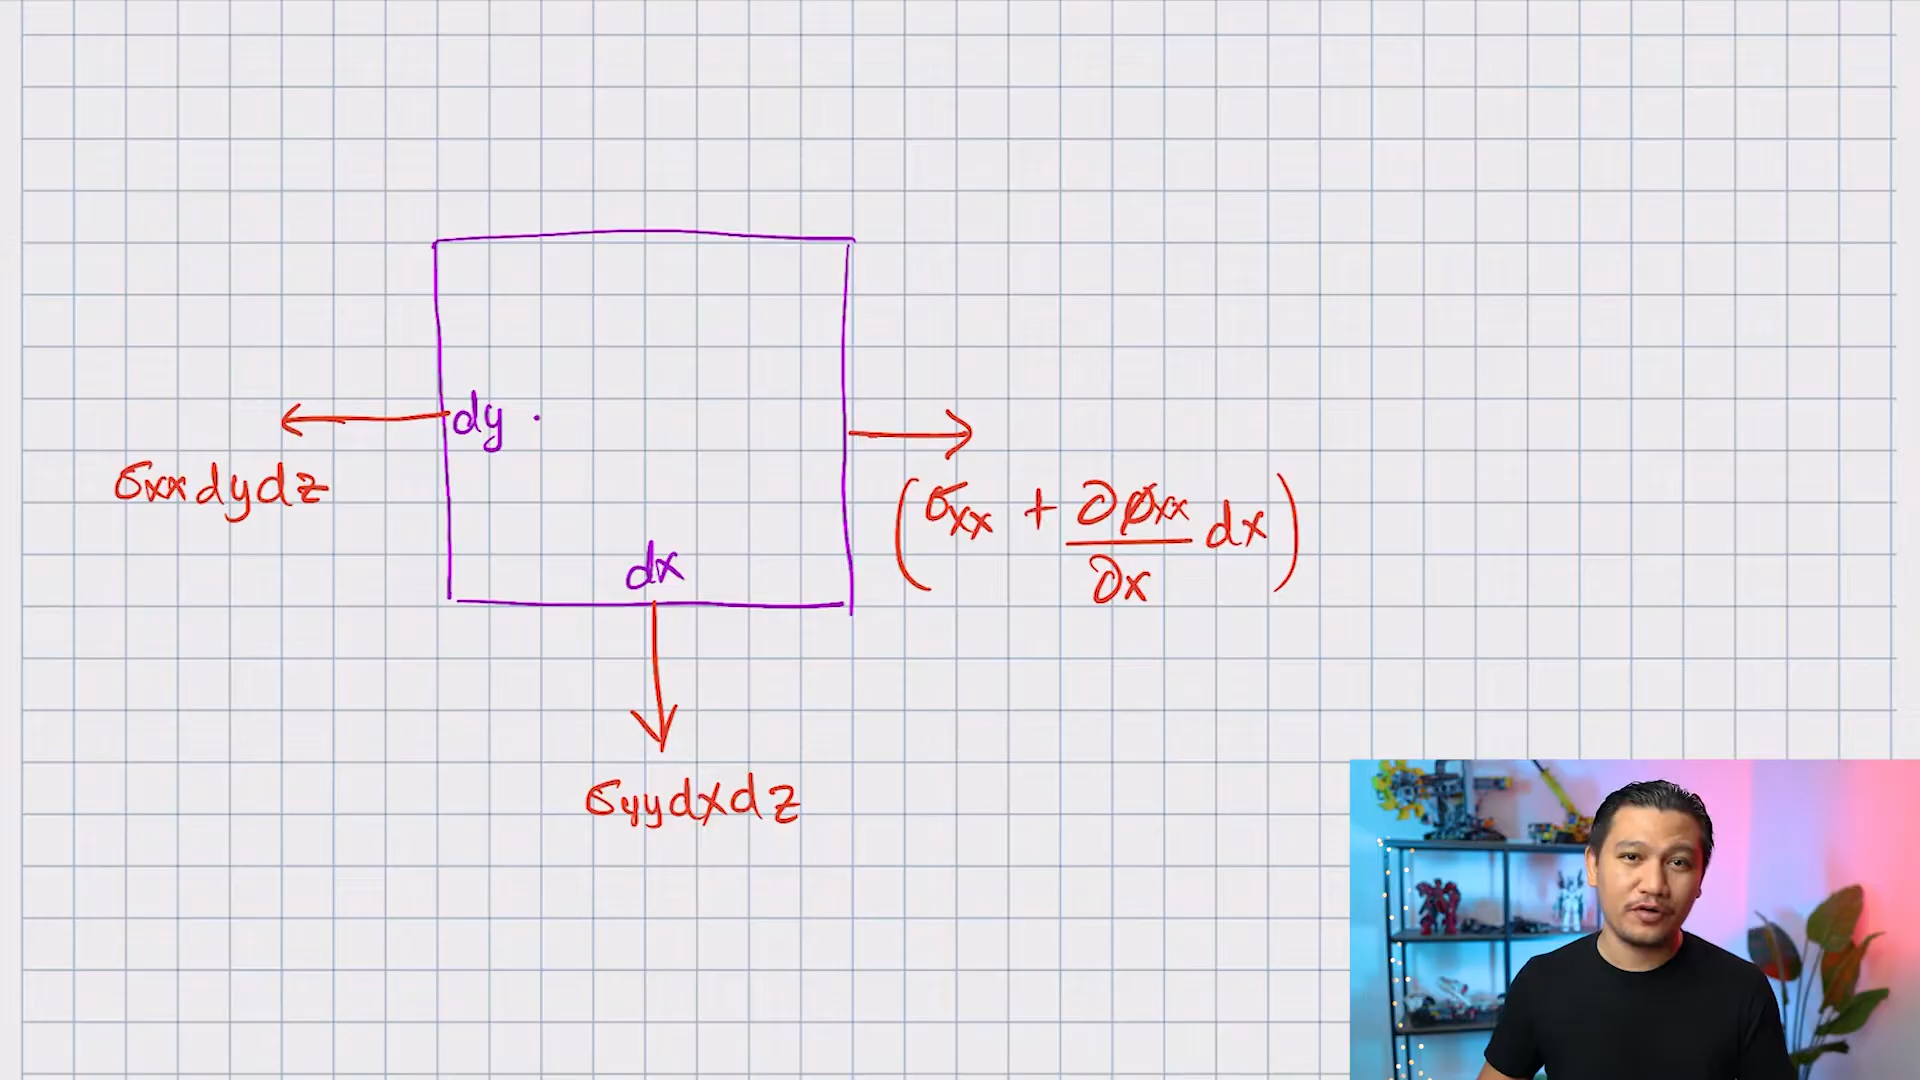 dy
σxx dy dz
(σxx + ∂σxx/∂x dx)
dx
σyy dx dz